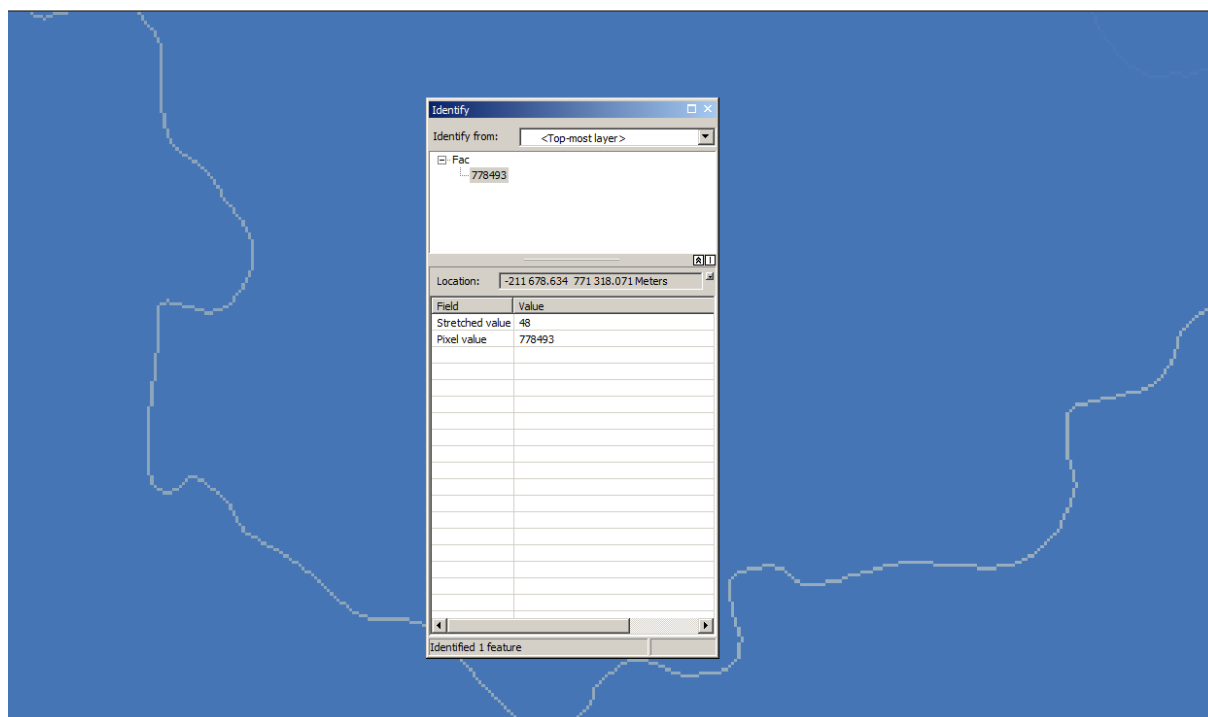 Identify
Identify from: <Top-most layer>
Fac
778493
Location: -211 678.634 771 318.071 Meters
Field Value
Stretched value 48
Pixel value 778493
Identified 1 feature